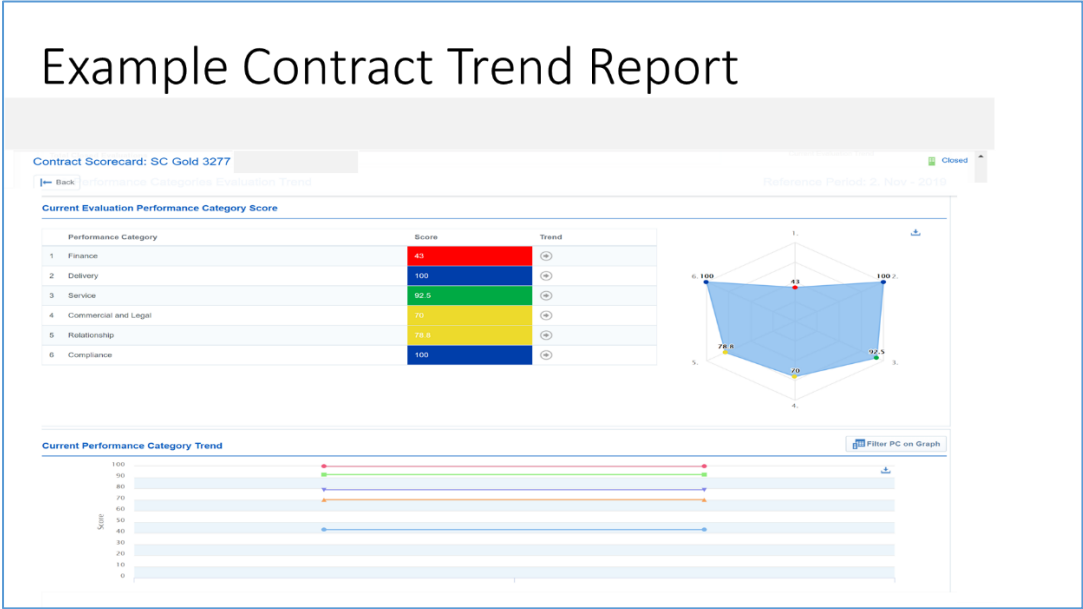 Example Contract Trend Report
Contract Scorecard: SC Gold 3277
Closed
Back
Performance Categories Evaluation Trend
Reference Period: 2. Nov - 2018
Current Evaluation Performance Category Score
Performance Category Score Trend
1 Finance 43
2 Delivery 100
3 Service 92.5
4 Commercial and Legal 70
5 Relationship 78.8
6 Compliance 100
1.
6. 100
43
100 2.
78.8
92.5
5.
70
3.
4.
Current Performance Category Trend
Filter PC on Graph
Score
100
90
80
70
60
50
40
30
20
10
0